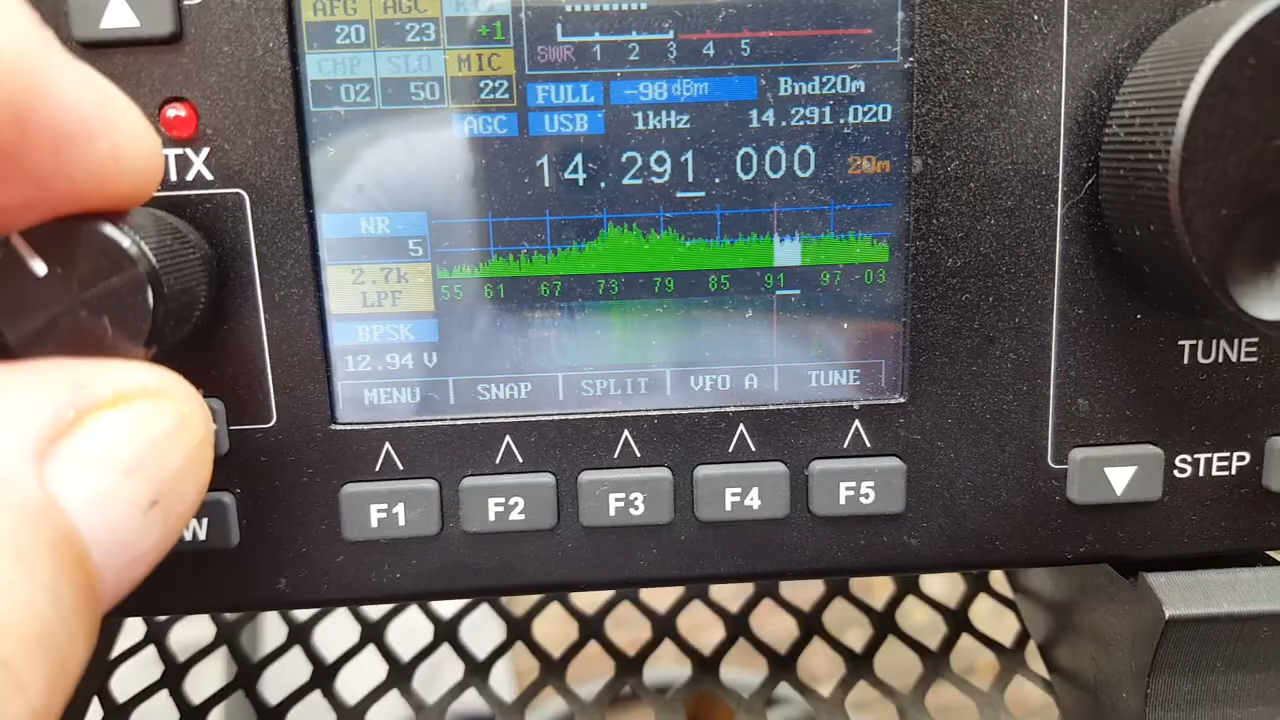 AFG AGC
20 23 +1
CMP SLO MIC
02 50 22
SWR 1 2 3 4 5
FULL -98 dBm Bnd20m
AGC USB 1kHz 14.291.020
14.291.000 20m
TX
NR
5
2.7k
LPF
55 61 67 73 79 85 91 97 03
BPSK
12.94 V
MENU SNAP SPLIT VFO A TUNE
TUNE
F1 F2 F3 F4 F5
STEP
W